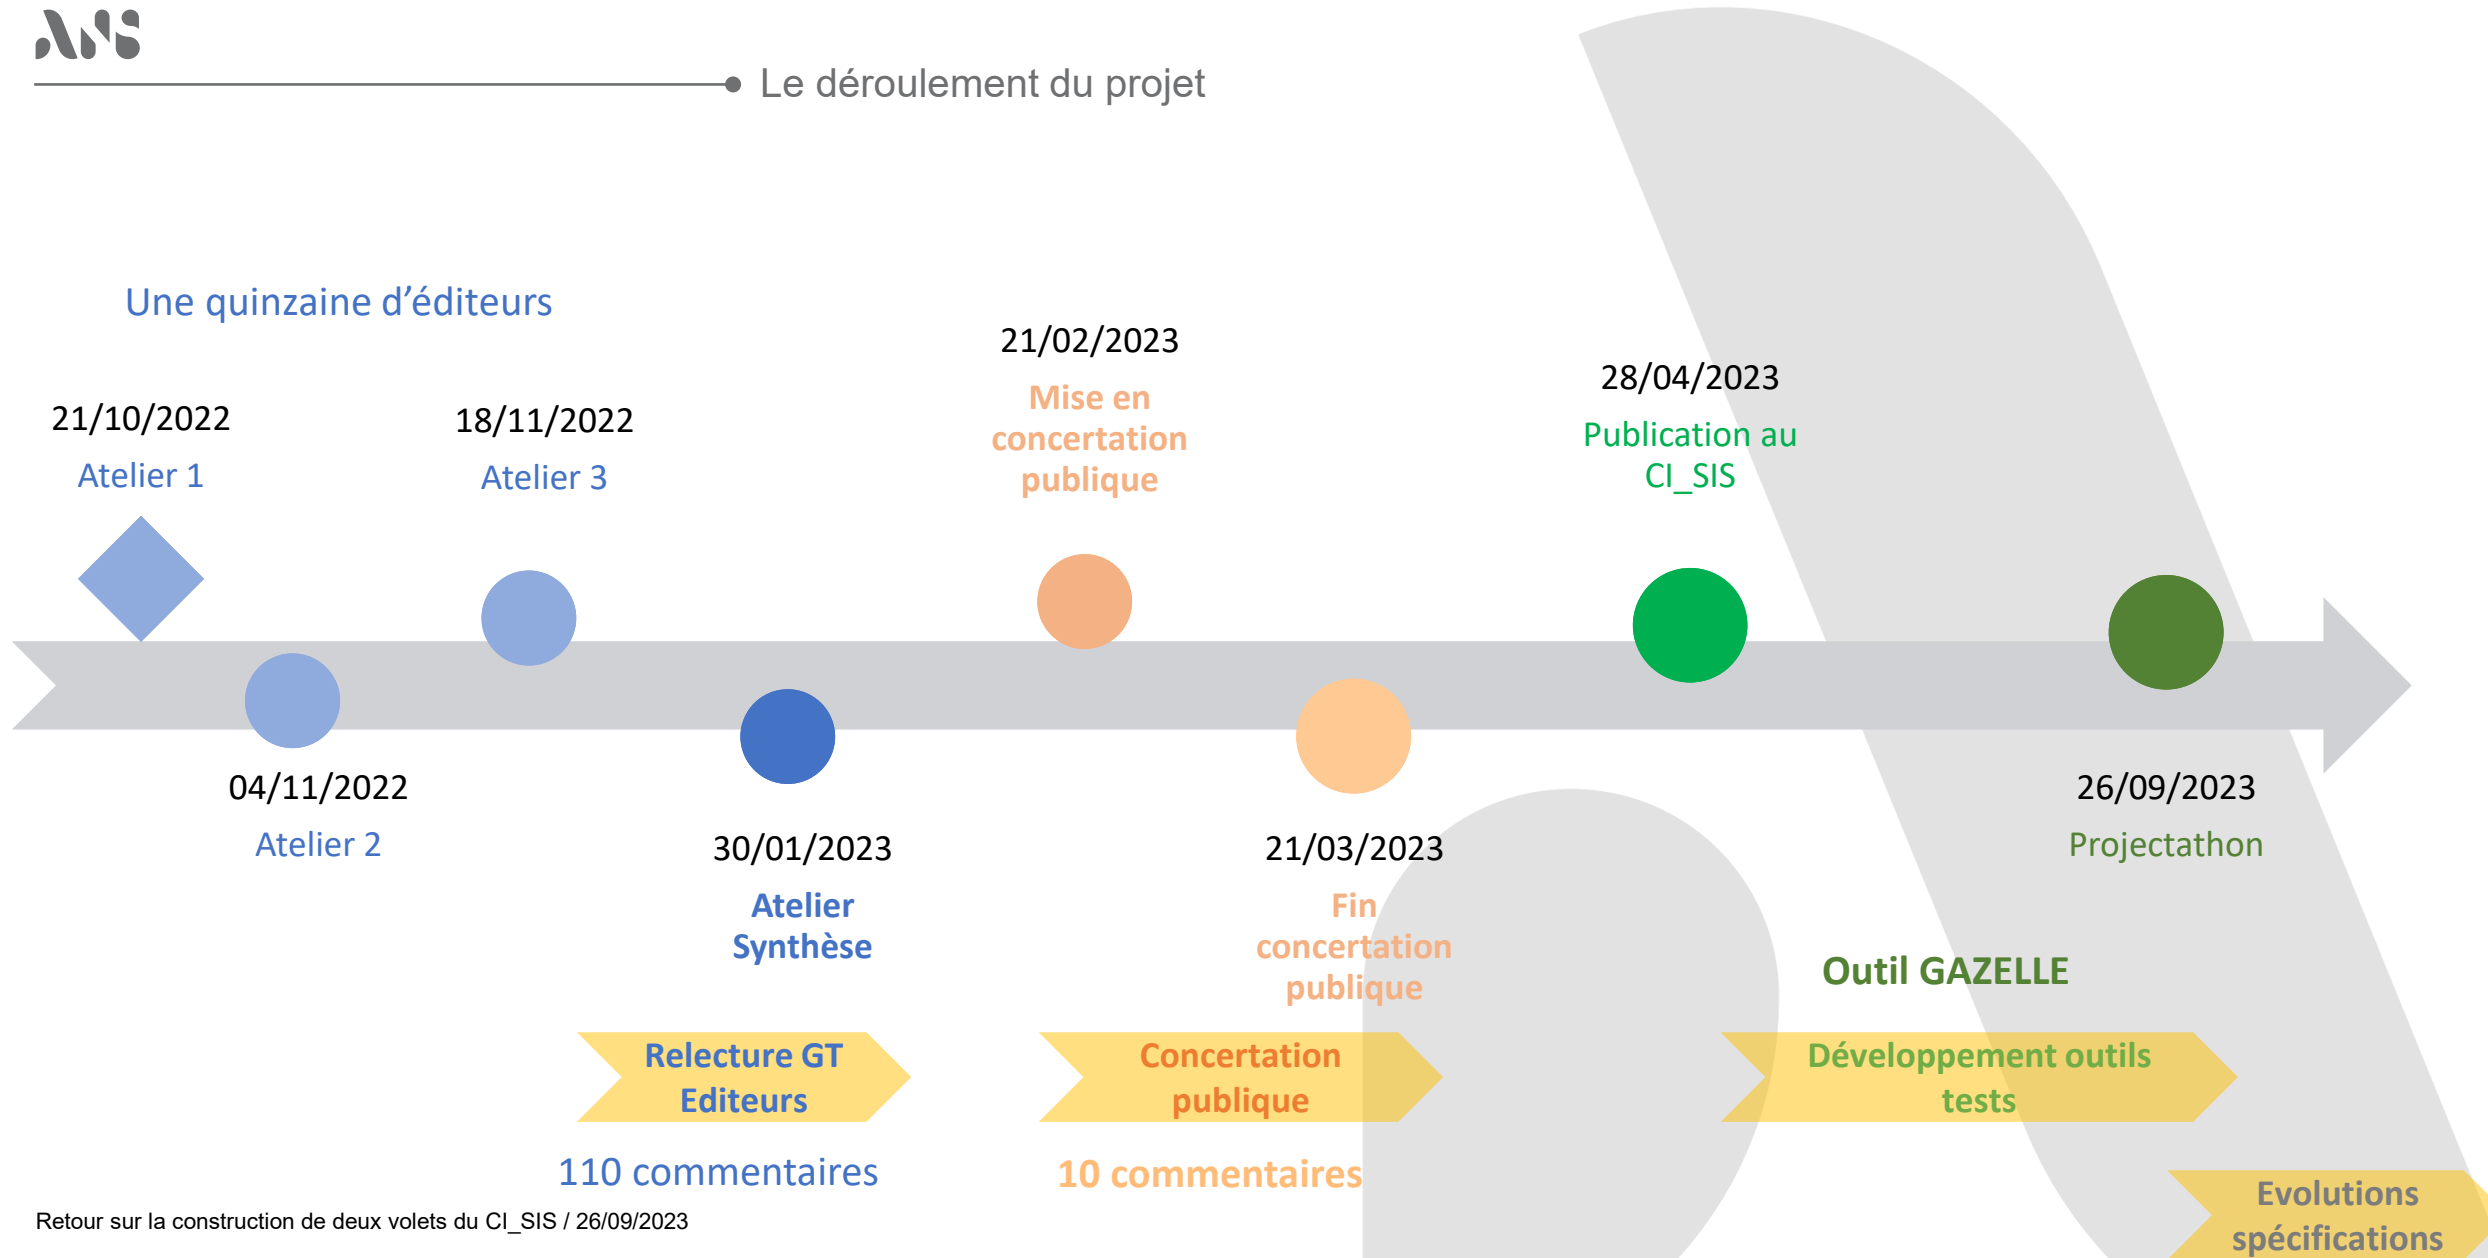 ANS
Le déroulement du projet
Une quinzaine d’éditeurs
21/10/2022
Atelier 1
04/11/2022
Atelier 2
18/11/2022
Atelier 3
30/01/2023
Atelier
Synthèse
21/02/2023
Mise en
concertation
publique
21/03/2023
Fin
concertation
publique
28/04/2023
Publication au
CI_SIS
26/09/2023
Projectathon
Outil GAZELLE
Relecture GT
Editeurs
110 commentaires
Concertation
publique
10 commentaires
Développement outils
tests
Evolutions
spécifications
Retour sur la construction de deux volets du CI_SIS / 26/09/2023